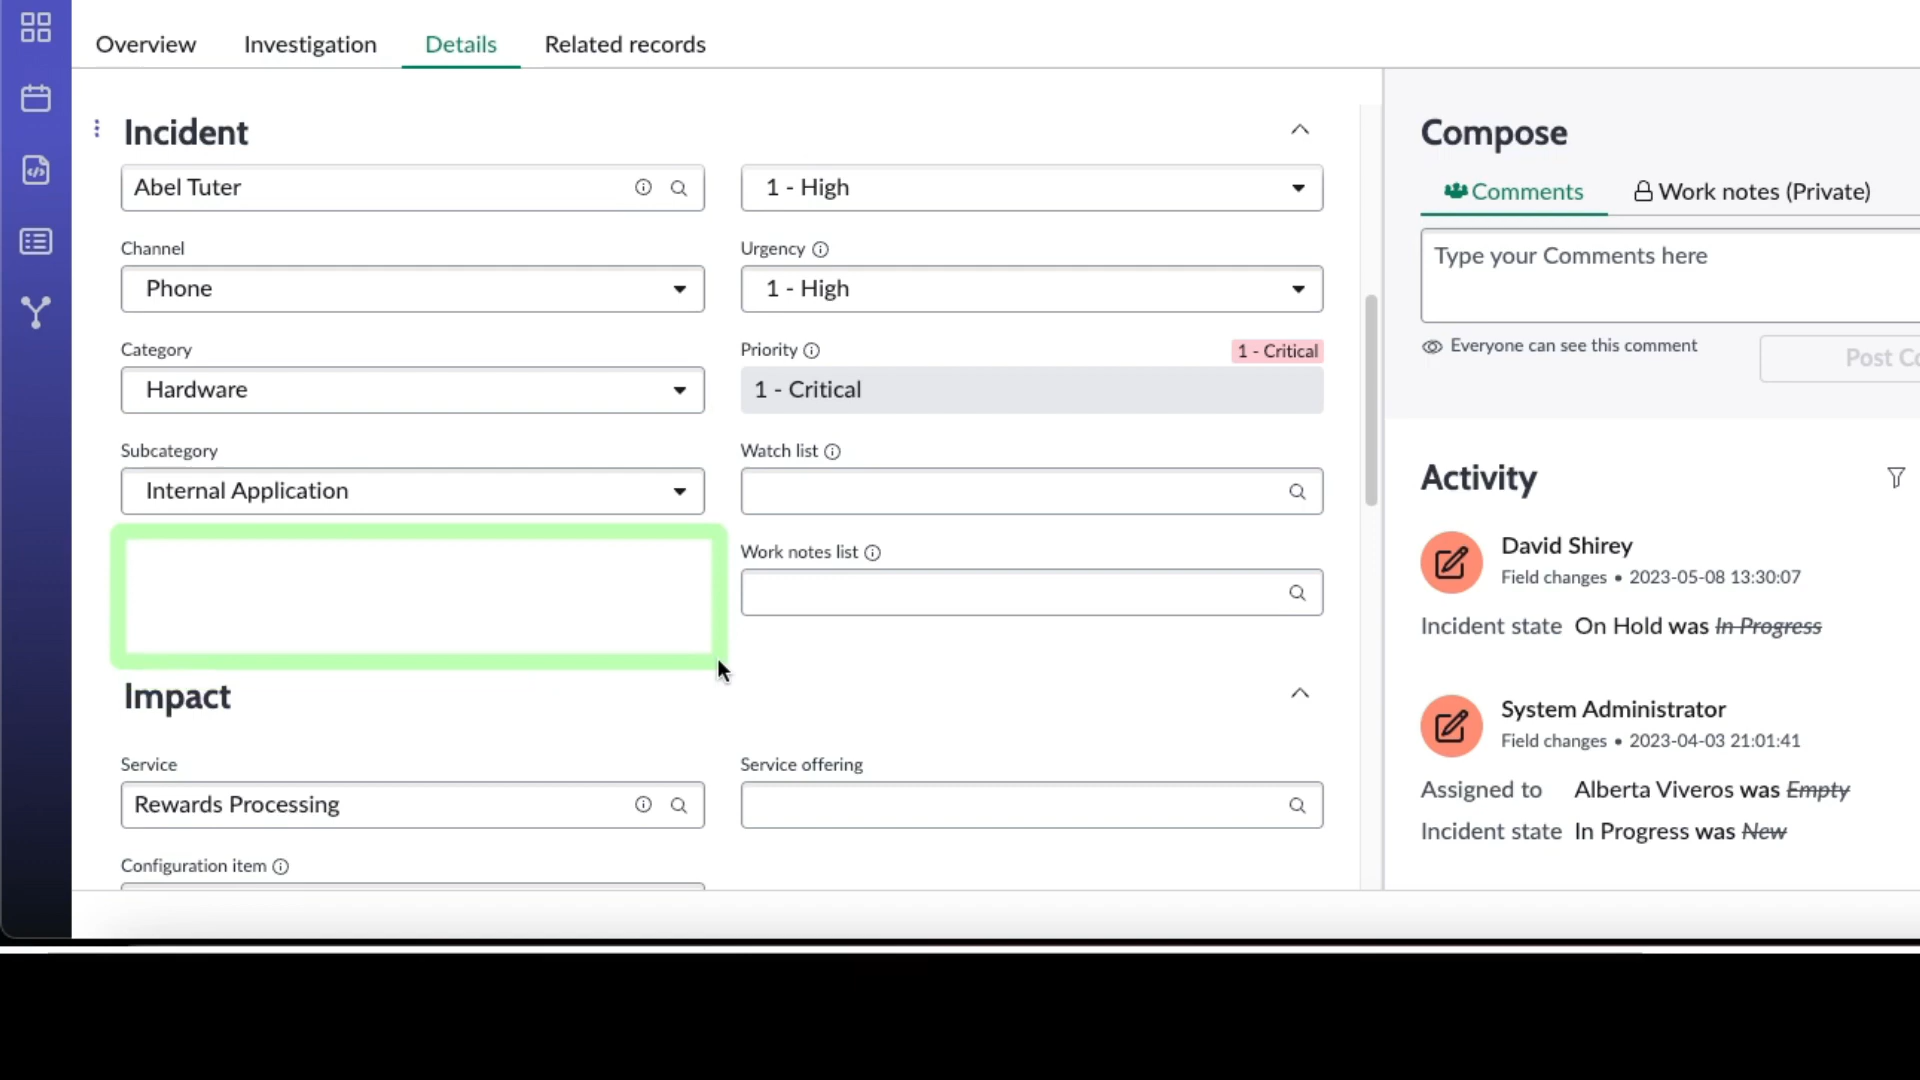 Overview Investigation Details Related records
Incident
Abel Tuter
1 - High
Channel
Phone
Urgency
1 - High
Category
Hardware
Priority
1 - Critical
1 - Critical
Subcategory
Internal Application
Watch list
Work notes list
Impact
Service
Rewards Processing
Service offering
Configuration item
Compose
Comments Work notes (Private)
Type your Comments here
Everyone can see this comment
Post Co
Activity
David Shirey
Field changes • 2023-05-08 13:30:07
Incident state On Hold was In Progress
System Administrator
Field changes • 2023-04-03 21:01:41
Assigned to Alberta Viveros was Empty
Incident state In Progress was New